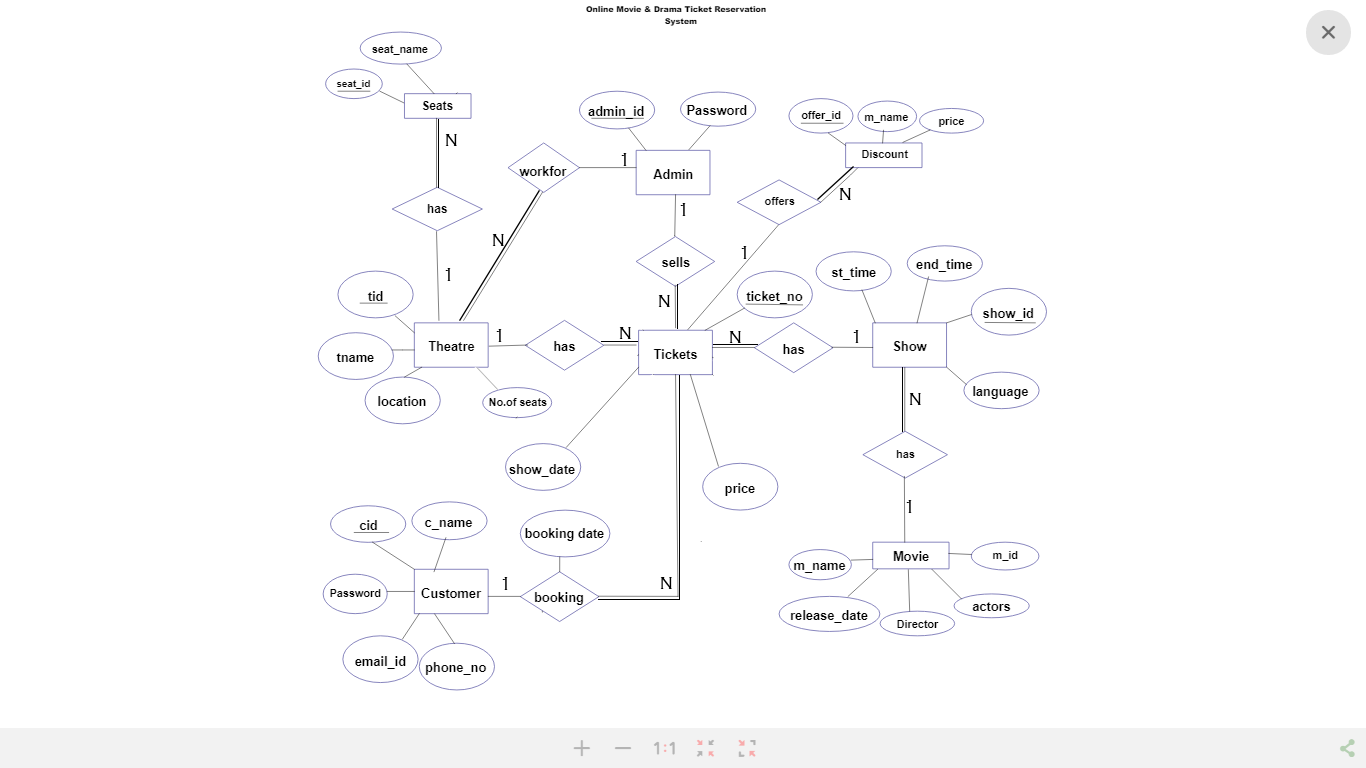 Online Movie & Drama Ticket Reservation
System
seat_name
seat_id
Seats
N
has
1
admin_id
Password
workfor
1
Admin
N
1
sells
N
offer_id
m_name
price
Discount
N
offers
1
st_time
end_time
show_id
language
tid
tname
location
No.of seats
Theatre
1
has
N
Tickets
ticket_no
N
has
1
Show
show_date
price
N
has
1
cid
c_name
booking date
Password
Customer
1
booking
N
email_id
phone_no
m_name
Movie
m_id
release_date
Director
actors
1:1